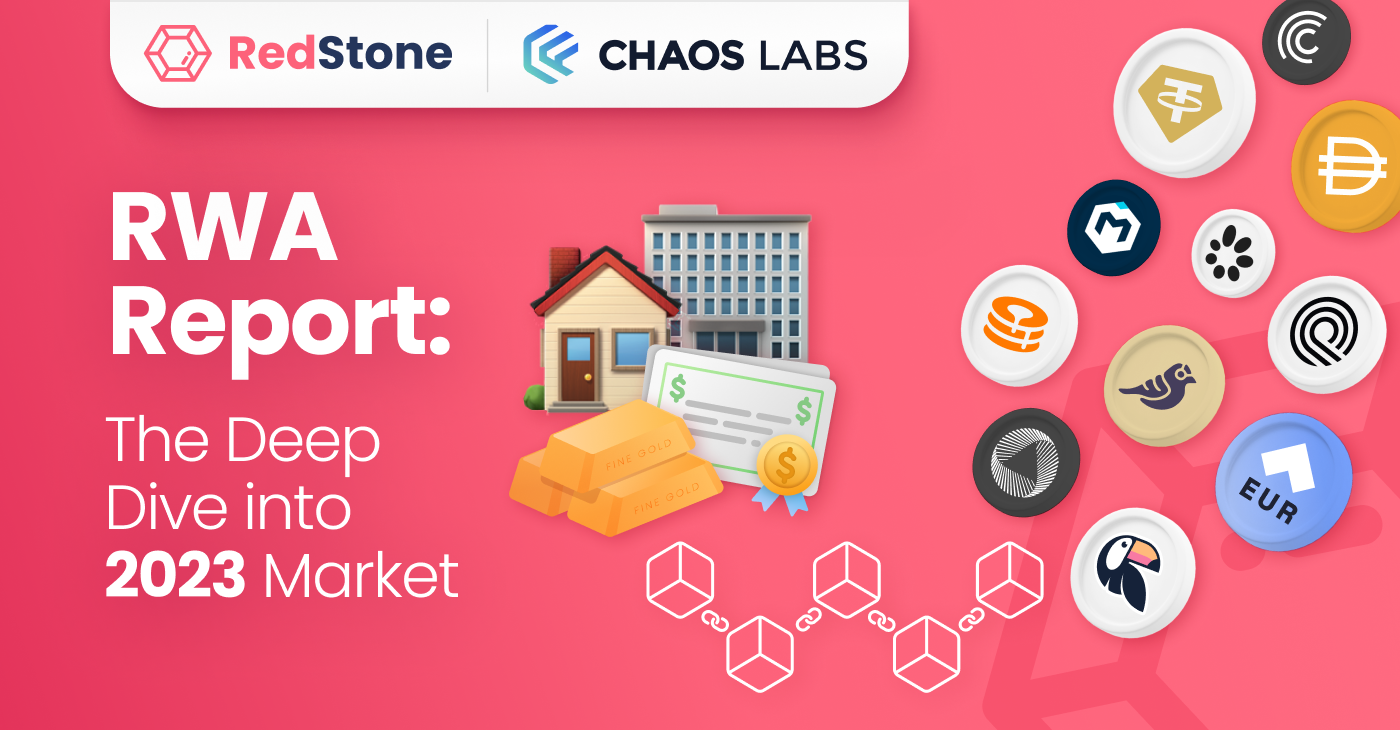 RedStone
CHAOS LABS
RWA
Report:
The Deep
Dive into
2023 Market
FINE GOLD
FINE GOLD
EUR